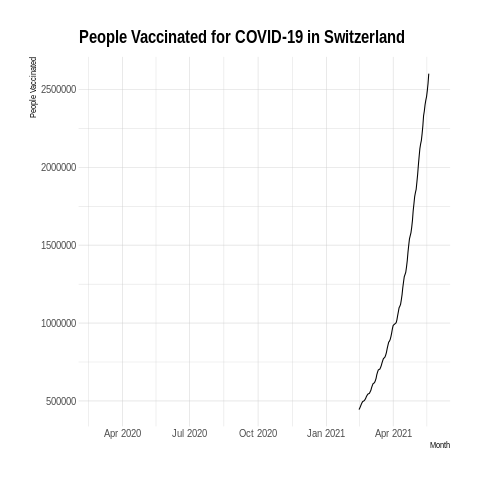 People Vaccinated for COVID-19 in Switzerland
People Vaccinated
2500000
2000000
1500000
1000000
500000
Apr 2020 Jul 2020 Oct 2020 Jan 2021 Apr 2021
Month